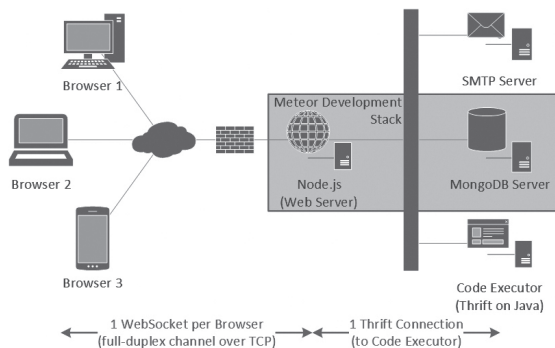 Browser 1
SMTP Server
Meteor Development
Stack
Browser 2
Node.js
(Web Server)
MongoDB Server
Browser 3
Code Executor
(Thrift on Java)
1 WebSocket per Browser
(full-duplex channel over TCP)
1 Thrift Connection
(to Code Executor)